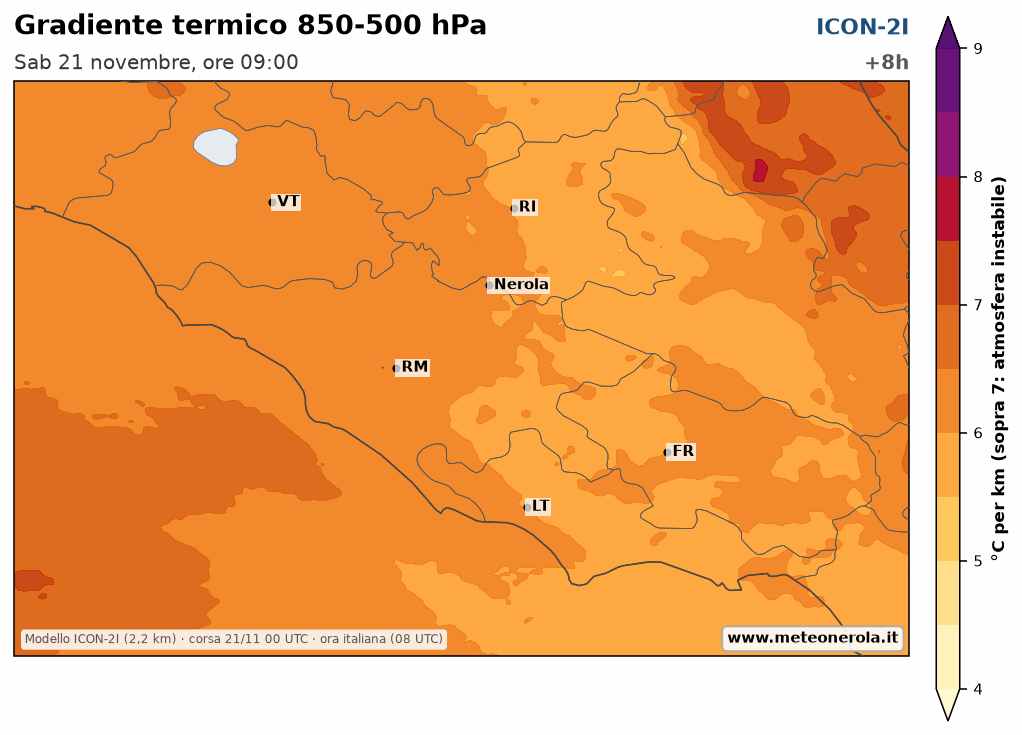 Gradiente termico 850-500 hPa
ICON-2I
Sab 21 novembre, ore 09:00
+8h
9
8
7
6
5
4
°C per km (sopra 7: atmosfera instabile)
VT
RI
Nerola
RM
FR
LT
Modello ICON-2I (2,2 km) · corsa 21/11 00 UTC · ora italiana (08 UTC)
www.meteonerola.it